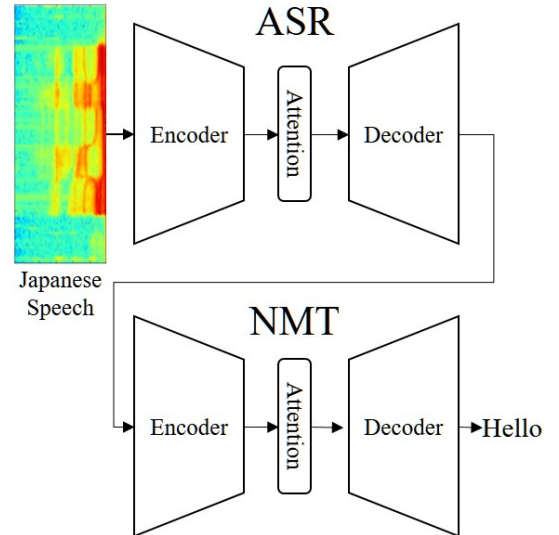 ASR
Encoder
Attention
Decoder
Japanese
Speech
NMT
Encoder
Attention
Decoder
Hello